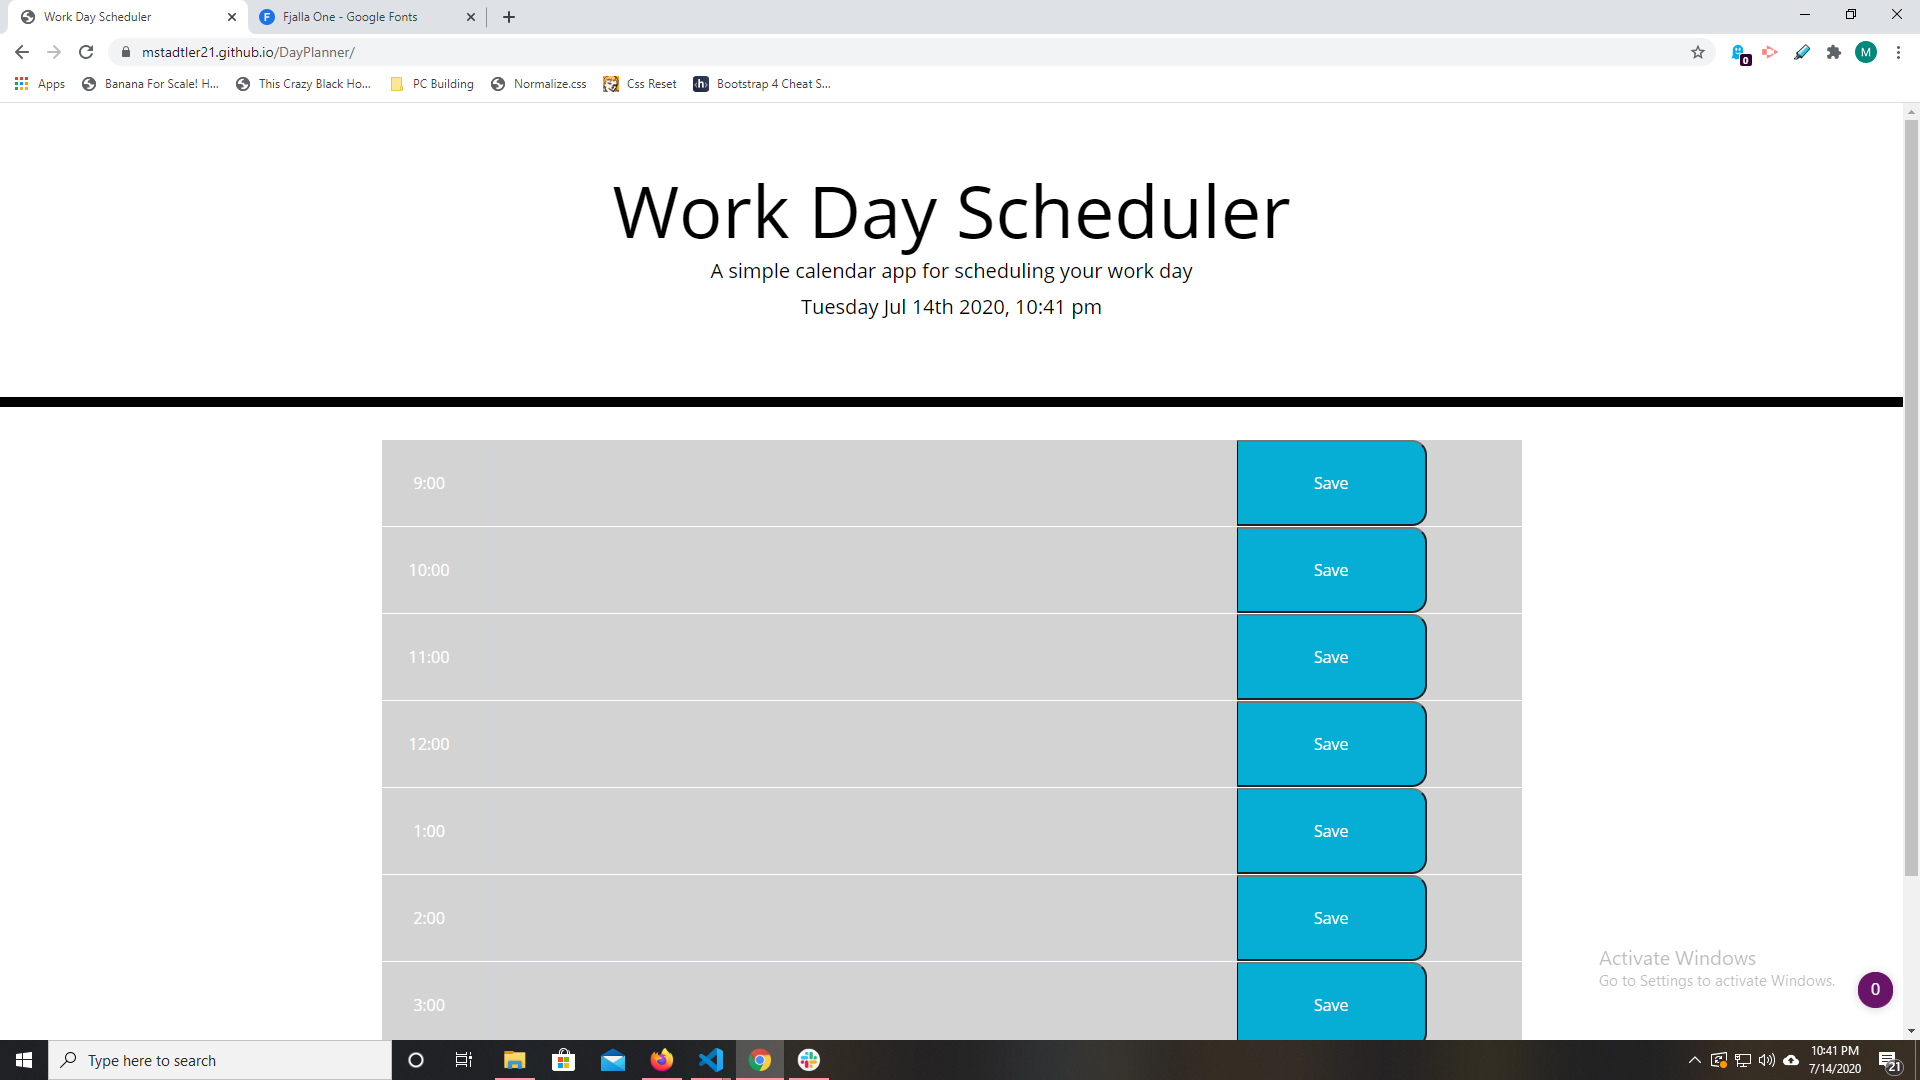 Work Day Scheduler
Fjalla One - Google Fonts
mstadtler21.github.io/DayPlanner/
0
M
Apps
Banana For Scale! H...
This Crazy Black Ho...
PC Building
Normalize.css
Css Reset
Bootstrap 4 Cheat S...
Work Day Scheduler
A simple calendar app for scheduling your work day
Tuesday Jul 14th 2020, 10:41 pm
9:00 Save
10:00 Save
11:00 Save
12:00 Save
1:00 Save
2:00 Save
3:00 Save
Activate Windows
Go to Settings to activate Windows.
0
Type here to search
10:41 PM
7/14/2020
21